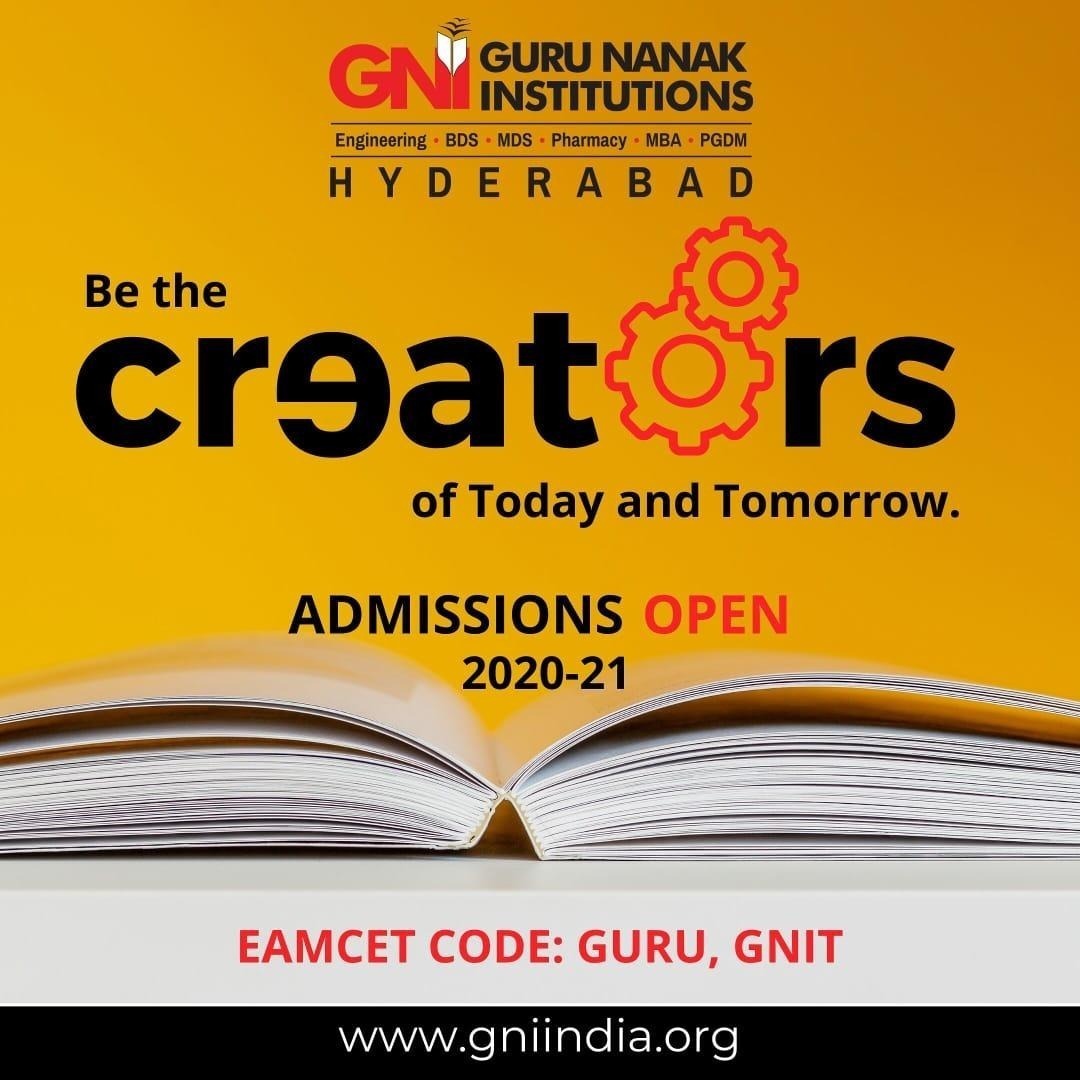 GNI GURU NANAK
INSTITUTIONS
Engineering • BDS • MDS • Pharmacy • MBA • PGDM
HYDERABAD
Be the
creators
of Today and Tomorrow.
ADMISSIONS OPEN
2020-21
EAMCET CODE: GURU, GNIT
www.gniindia.org